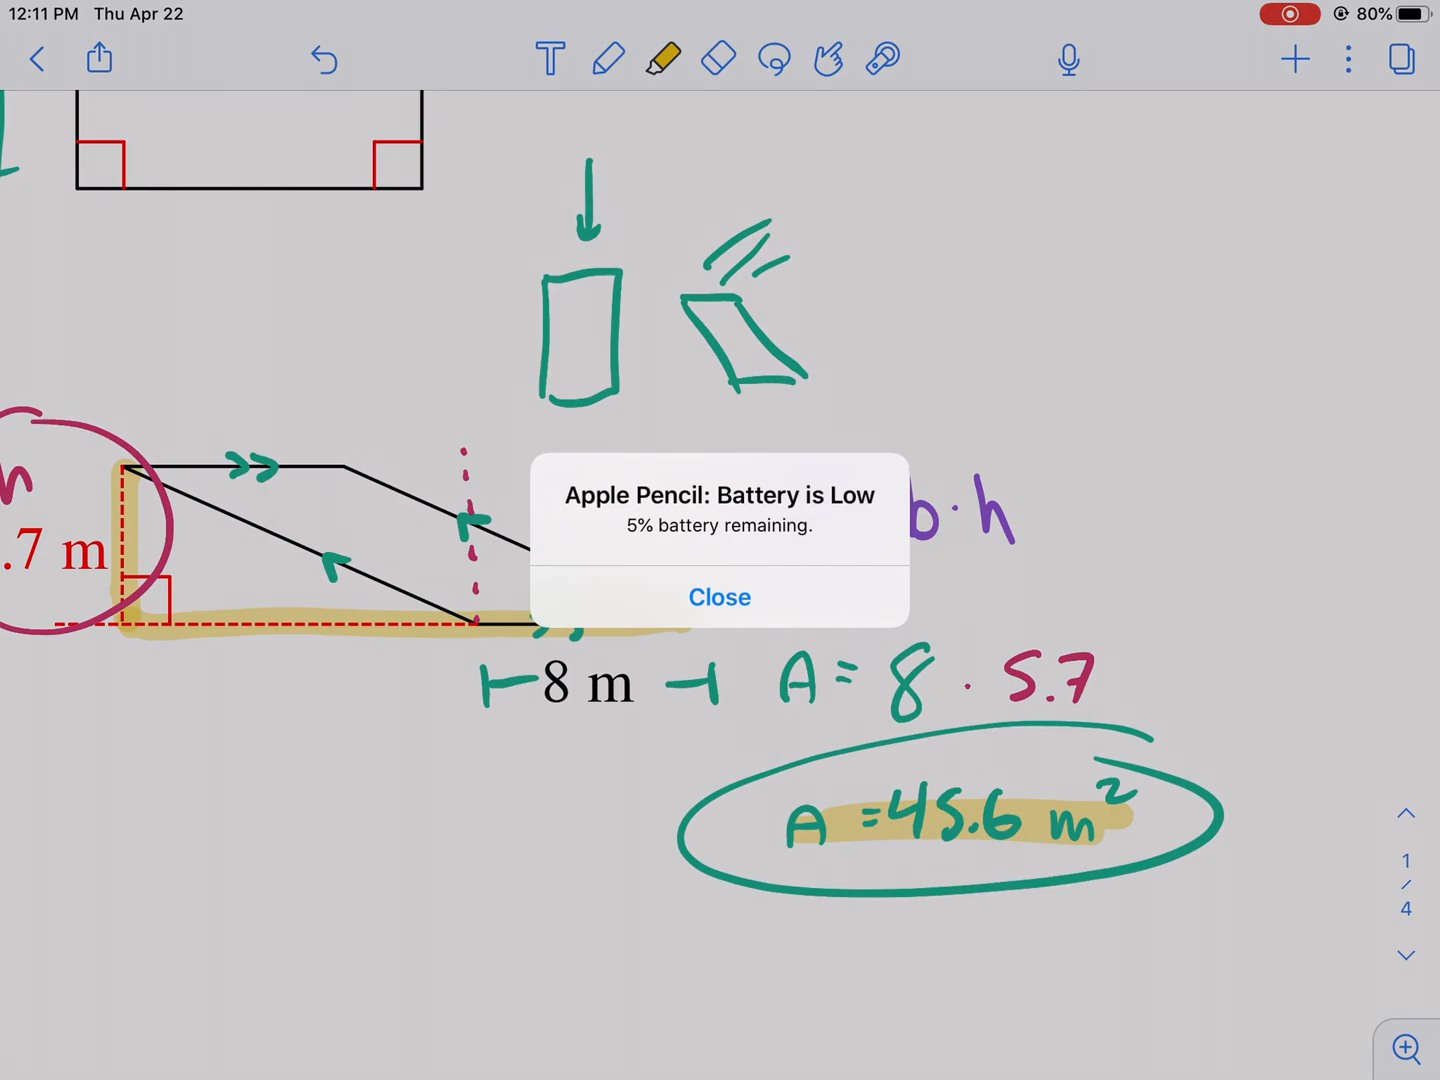 12:11 PM Thu Apr 22
80%
T
h
.7 m
Apple Pencil: Battery is Low
5% battery remaining.
Close
b · h
8 m
A = 8 · 5.7
A = 45.6 m²
1
/
4